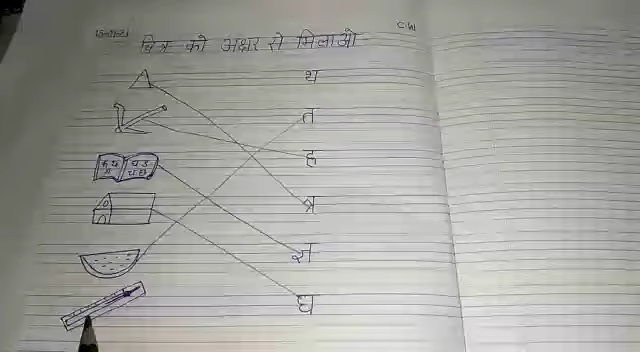 C.W
चित्र को अक्षर से मिलाओ
थ
त
ह
त्र
ज्ञ
घ